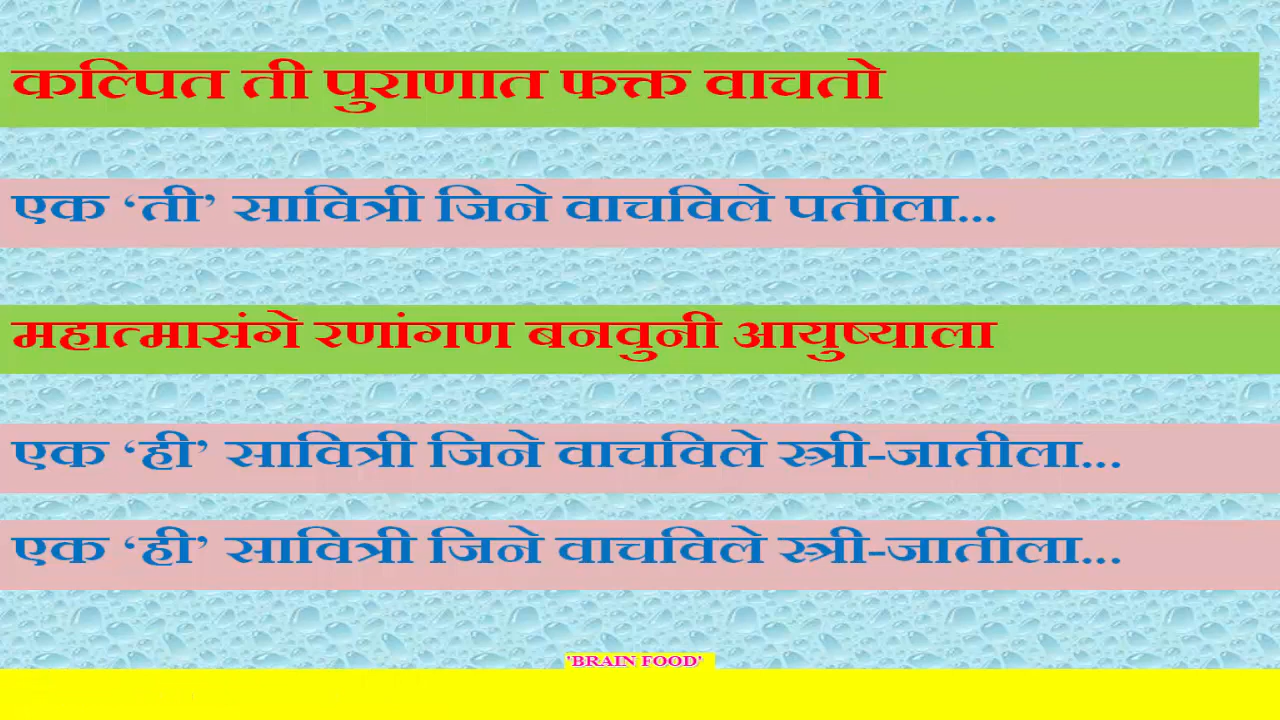 कल्पित ती पुराणात फक्त वाचतो
एक ‘ती’ सावित्री जिने वाचविले पतीला...
महात्मासंगे रणांगण बनवुनी आयुष्याला
एक ‘ही’ सावित्री जिने वाचविले स्त्री-जातीला...
एक ‘ही’ सावित्री जिने वाचविले स्त्री-जातीला...
'BRAIN FOOD'